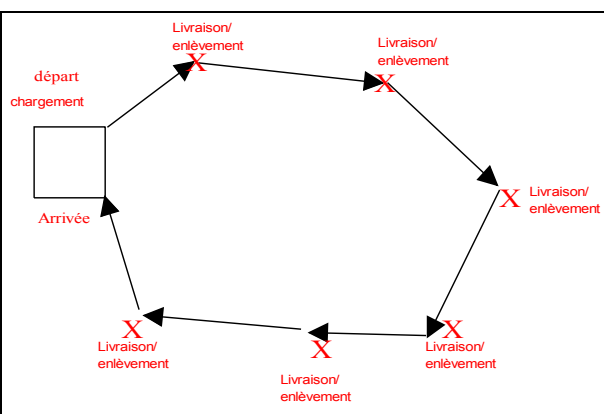 Livraison/
enlèvement
X
Livraison/
enlèvement
X
départ
chargement
Arrivée
X
Livraison/
enlèvement
X
Livraison/
enlèvement
X
Livraison/
enlèvement
X
Livraison/
enlèvement